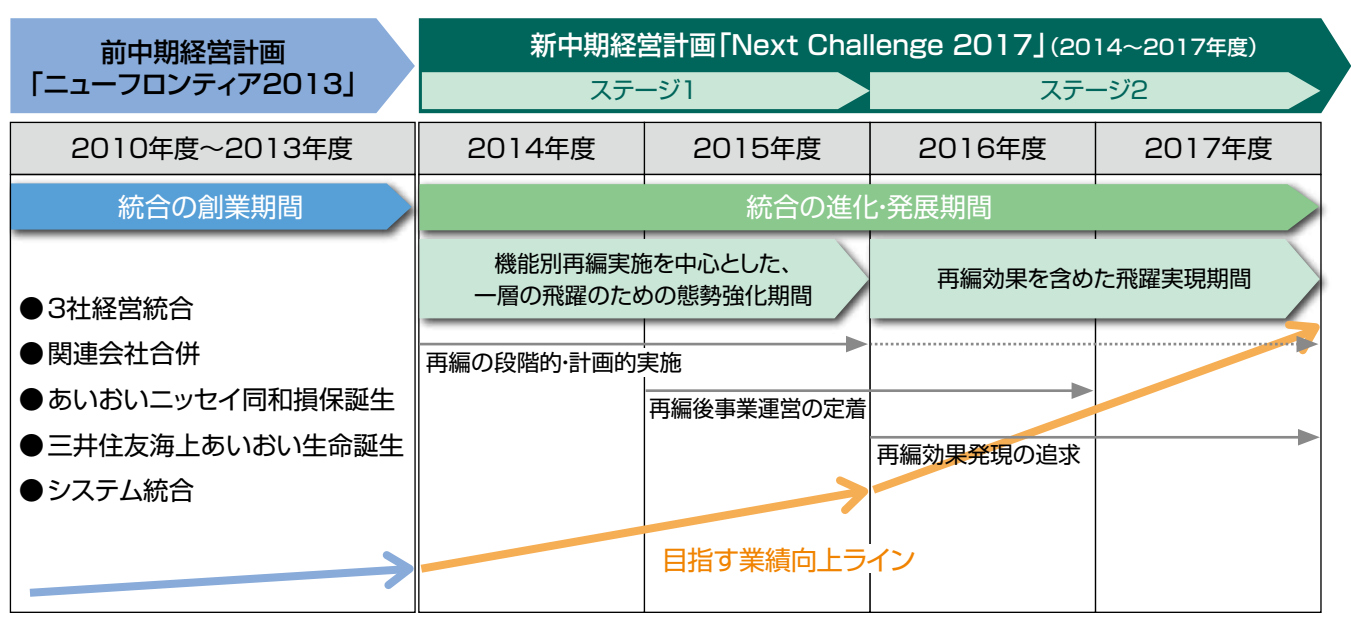 前中期経営計画
「ニューフロンティア2013」
新中期経営計画「Next Challenge 2017」(2014〜2017年度)
ステージ1
ステージ2
2010年度〜2013年度
2014年度
2015年度
2016年度
2017年度
統合の創業期間
統合の進化・発展期間
機能別再編実施を中心とした、
一層の飛躍のための態勢強化期間
再編効果を含めた飛躍実現期間
●3社経営統合
●関連会社合併
●あいおいニッセイ同和損保誕生
●三井住友海上あいおい生命誕生
●システム統合
再編の段階的・計画的実施
再編後事業運営の定着
再編効果発現の追求
目指す業績向上ライン